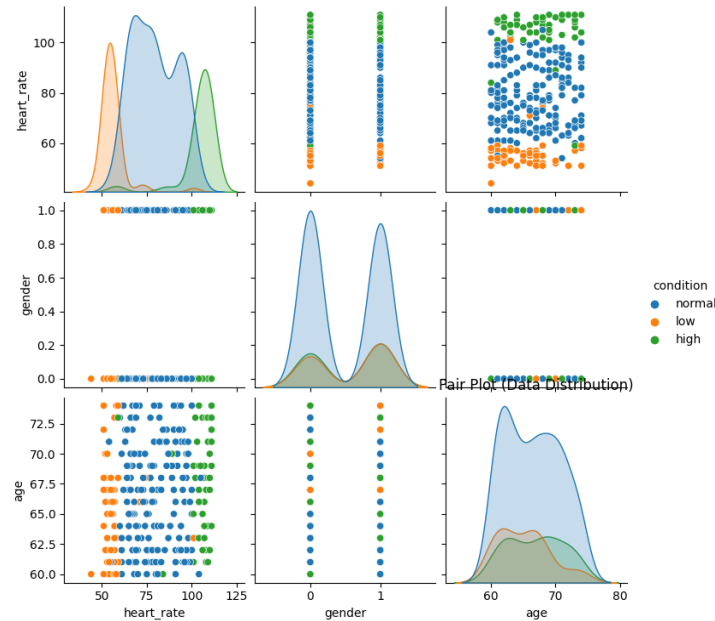 100
80
60
heart_rate
1.0
0.8
0.6
0.4
0.2
0.0
gender
condition
normal
low
high
Pair Plot (Data Distribution)
72.5
70.0
67.5
65.0
62.5
60.0
age
50 75 100 125
heart_rate
0 1
gender
60 70 80
age